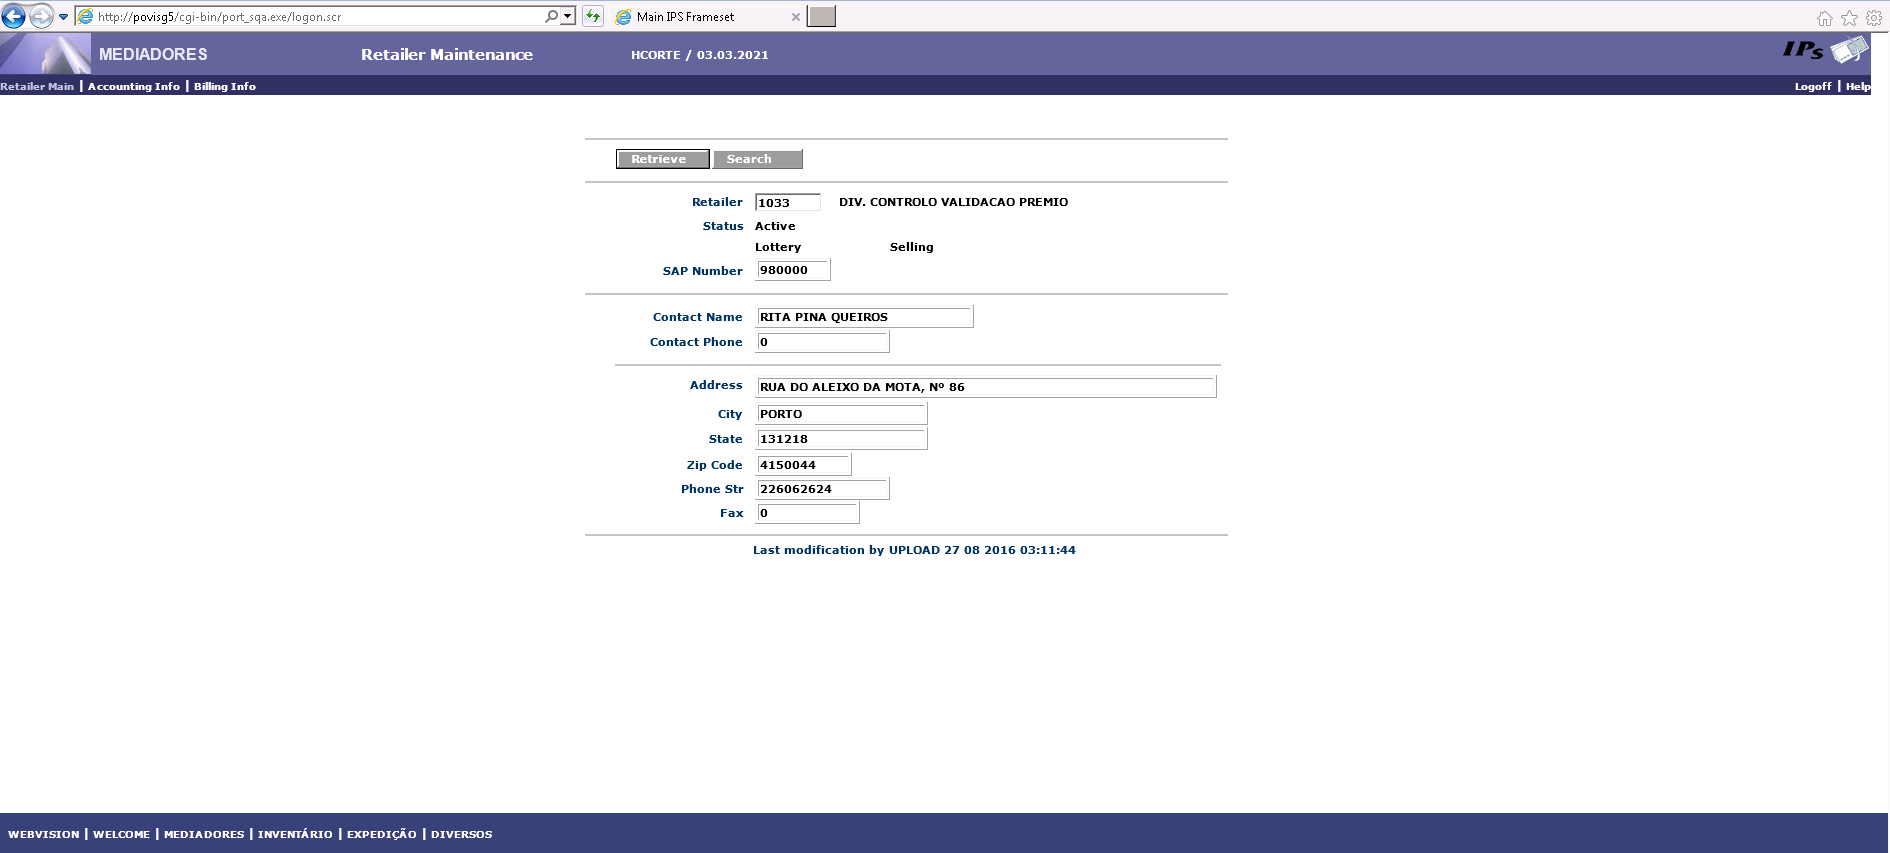 http://povisg5/cgi-bin/port_sqa.exe/logon.scr
Main IPS Frameset
MEDIADORES
Retailer Maintenance
HCORTE / 03.03.2021
IPs
Retailer Main | Accounting Info | Billing Info
Logoff | Help
Retrieve
Search
Retailer 1033 DIV. CONTROLO VALIDACAO PREMIO
Status Active
Lottery Selling
SAP Number 980000
Contact Name RITA PINA QUEIROS
Contact Phone 0
Address RUA DO ALEIXO DA MOTA, Nº 86
City PORTO
State 131218
Zip Code 4150044
Phone Str 226062624
Fax 0
Last modification by UPLOAD 27 08 2016 03:11:44
WEBVISION | WELCOME | MEDIADORES | INVENTÁRIO | EXPEDIÇÃO | DIVERSOS